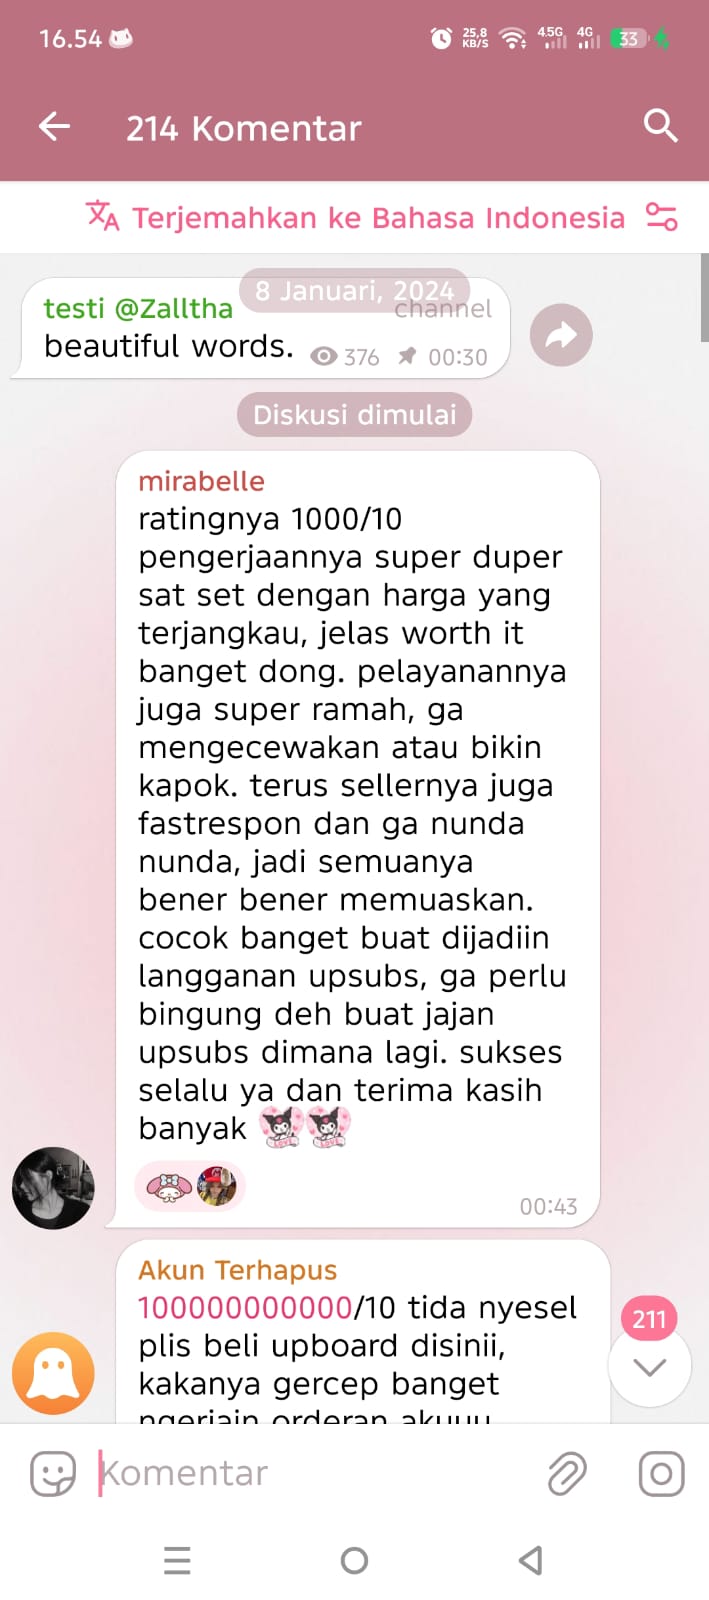 16.54
25,8 KB/S 4.5G 4G 33
214 Komentar
Terjemahkan ke Bahasa Indonesia
8 Januari, 2024
testi @Zalltha channel
beautiful words. 376 00:30
Diskusi dimulai
mirabelle
ratingnya 1000/10
pengerjaannya super duper
sat set dengan harga yang
terjangkau, jelas worth it
banget dong. pelayanannya
juga super ramah, ga
mengecewakan atau bikin
kapok. terus sellernya juga
fastrespon dan ga nunda
nunda, jadi semuanya
bener bener memuaskan.
cocok banget buat dijadiin
langganan upsubs, ga perlu
bingung deh buat jajan
upsubs dimana lagi. sukses
selalu ya dan terima kasih
banyak
00:43
Akun Terhapus
100000000000/10 tida nyesel
plis beli upboard disinii,
kakanya gercep banget
ngerjain orderan akuuu
211
Komentar